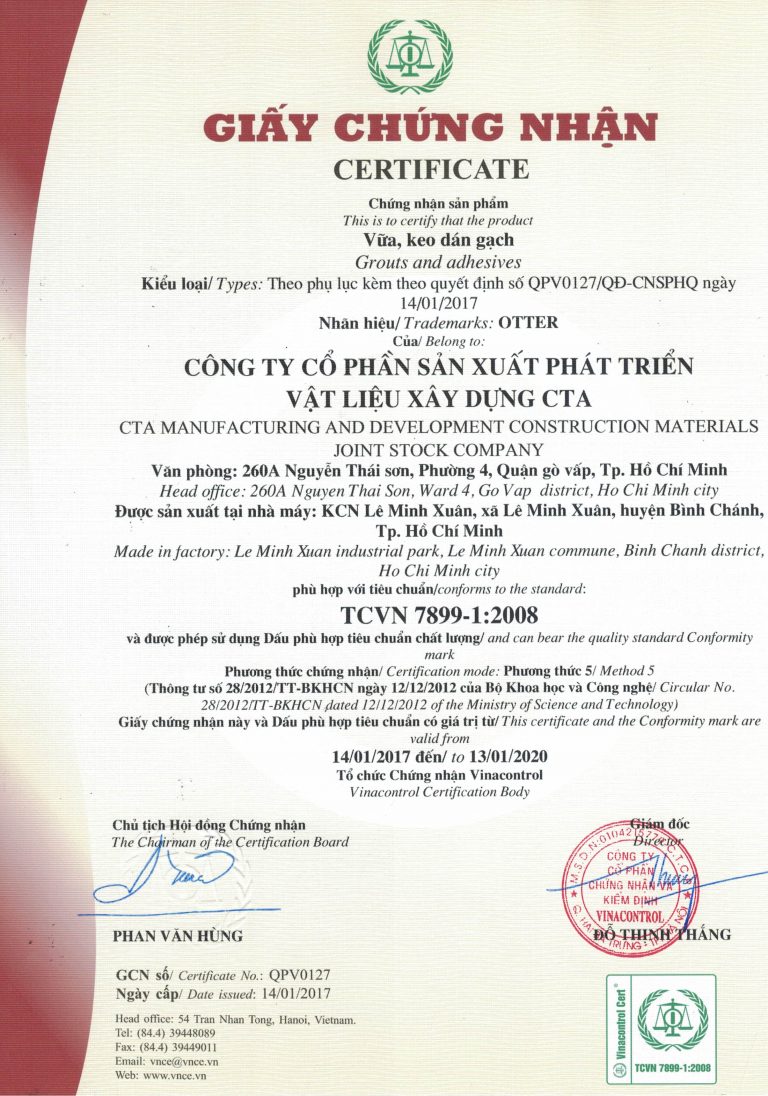 GIẤY CHỨNG NHẬN
CERTIFICATE
Chứng nhận sản phẩm
This is to certify that the product
Vữa, keo dán gạch
Grouts and adhesives
Kiểu loại/ Types: Theo phụ lục kèm theo quyết định số QPV0127/QĐ-CNSPHQ ngày
14/01/2017
Nhãn hiệu/ Trademarks: OTTER
Của/ Belong to:
CÔNG TY CỔ PHẦN SẢN XUẤT PHÁT TRIỂN
VẬT LIỆU XÂY DỰNG CTA
CTA MANUFACTURING AND DEVELOPMENT CONSTRUCTION MATERIALS
JOINT STOCK COMPANY
Văn phòng: 260A Nguyễn Thái sơn, Phường 4, Quận gò vấp, Tp. Hồ Chí Minh
Head office: 260A Nguyen Thai Son, Ward 4, Go Vap district, Ho Chi Minh city
Được sản xuất tại nhà máy: KCN Lê Minh Xuân, xã Lê Minh Xuân, huyện Bình Chánh,
Tp. Hồ Chí Minh
Made in factory: Le Minh Xuan industrial park, Le Minh Xuan commune, Binh Chanh district,
Ho Chi Minh city
phù hợp với tiêu chuẩn/conforms to the standard:
TCVN 7899-1:2008
và được phép sử dụng Dấu phù hợp tiêu chuẩn chất lượng/ and can bear the quality standard Conformity
mark
Phương thức chứng nhận/ Certification mode: Phương thức 5/ Method 5
(Thông tư số 28/2012/TT-BKHCN ngày 12/12/2012 của Bộ Khoa học và Công nghệ/ Circular No.
28/2012/TT-BKHCN dated 12/12/2012 of the Ministry of Science and Technology)
Giấy chứng nhận này và Dấu phù hợp tiêu chuẩn có giá trị từ/ This certificate and the Conformity mark are
valid from
14/01/2017 đến/ to 13/01/2020
Tổ chức Chứng nhận Vinacontrol
Vinacontrol Certification Body
Chủ tịch Hội đồng Chứng nhận
The Chairman of the Certification Board
PHAN VĂN HÙNG
Giám đốc
Director
CÔNG TY
CỔ PHẦN
CHỨNG NHẬN VÀ
KIỂM ĐỊNH
VINACONTROL
ĐỖ THỊNH THẮNG
GCN số/ Certificate No.: QPV0127
Ngày cấp/ Date issued: 14/01/2017
Head office: 54 Tran Nhan Tong, Hanoi, Vietnam.
Tel: (84.4) 39448089
Fax: (84.4) 39449011
Email: vnce@vnce.vn
Web: www.vnce.vn
Vinacontrol Cert ®
TCVN 7899-1:2008